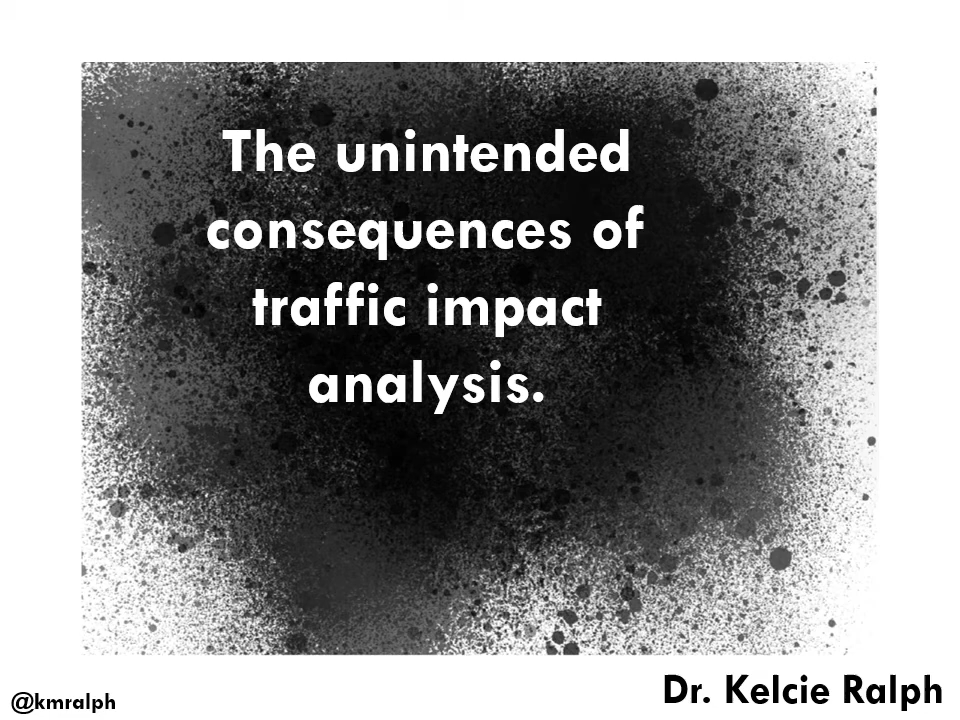 The unintended
consequences of
traffic impact
analysis.
@kmralph
Dr. Kelcie Ralph